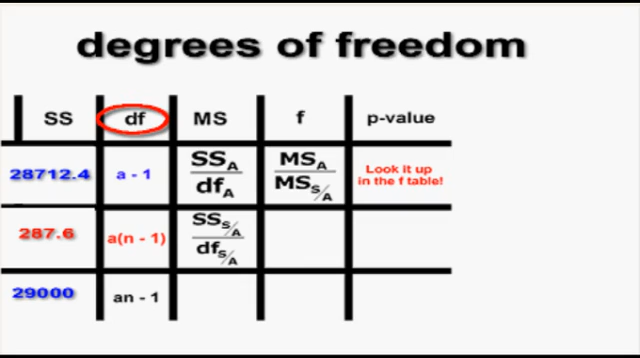 degrees of freedom
SS df MS f p-value
28712.4 a - 1 SSA/dfA MSA/MSS/A Look it up in the f table!
287.6 a(n - 1) SSS/A/dfS/A
29000 an - 1